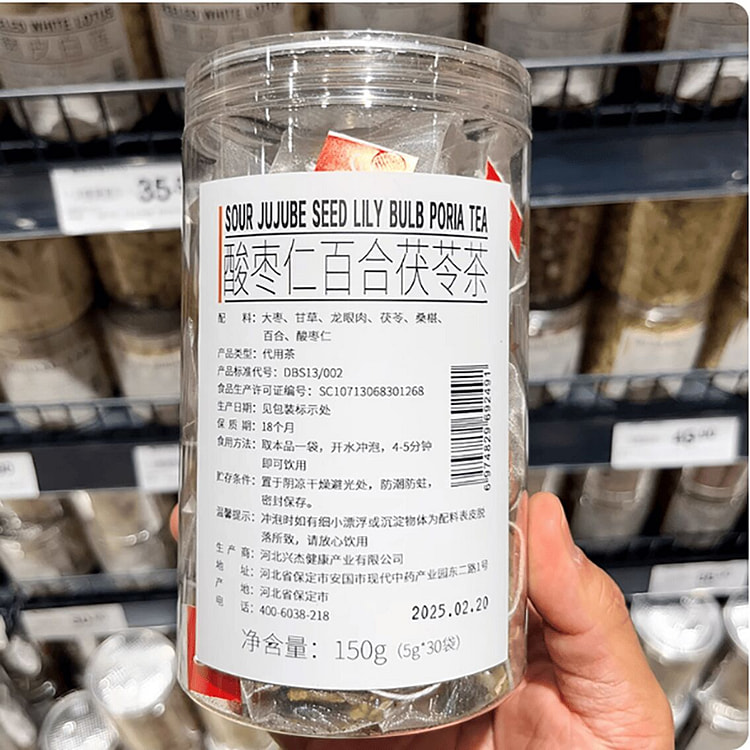 SOUR JUJUBE SEED LILY BULB PORIA TEA
酸枣仁百合茯苓茶
配 料：大枣、甘草、龙眼肉、茯苓、桑椹、
百合、酸枣仁
产品类型：代用茶
产品标准代号：DBS13/002
食品生产许可证编号：SC10713068301268
生产日期：见包装标示处
保 质 期：18个月
食用方法：取本品一袋，开水冲泡，4-5分钟
即可饮用
贮存条件：置于阴凉干燥避光处，防潮防蛀，
密封保存。
温馨提示：冲泡时如有细小漂浮或沉淀物体为配料表皮脱
落所致，请放心饮用
生 产 商：河北兴杰健康产业有限公司
地 址：河北省保定市安国市现代中药产业园东二路1号
产 地：河北省保定市
电 话：400-6038-218
2025.02.20
净含量：150g（5g*30袋）
6 974829 692491
35